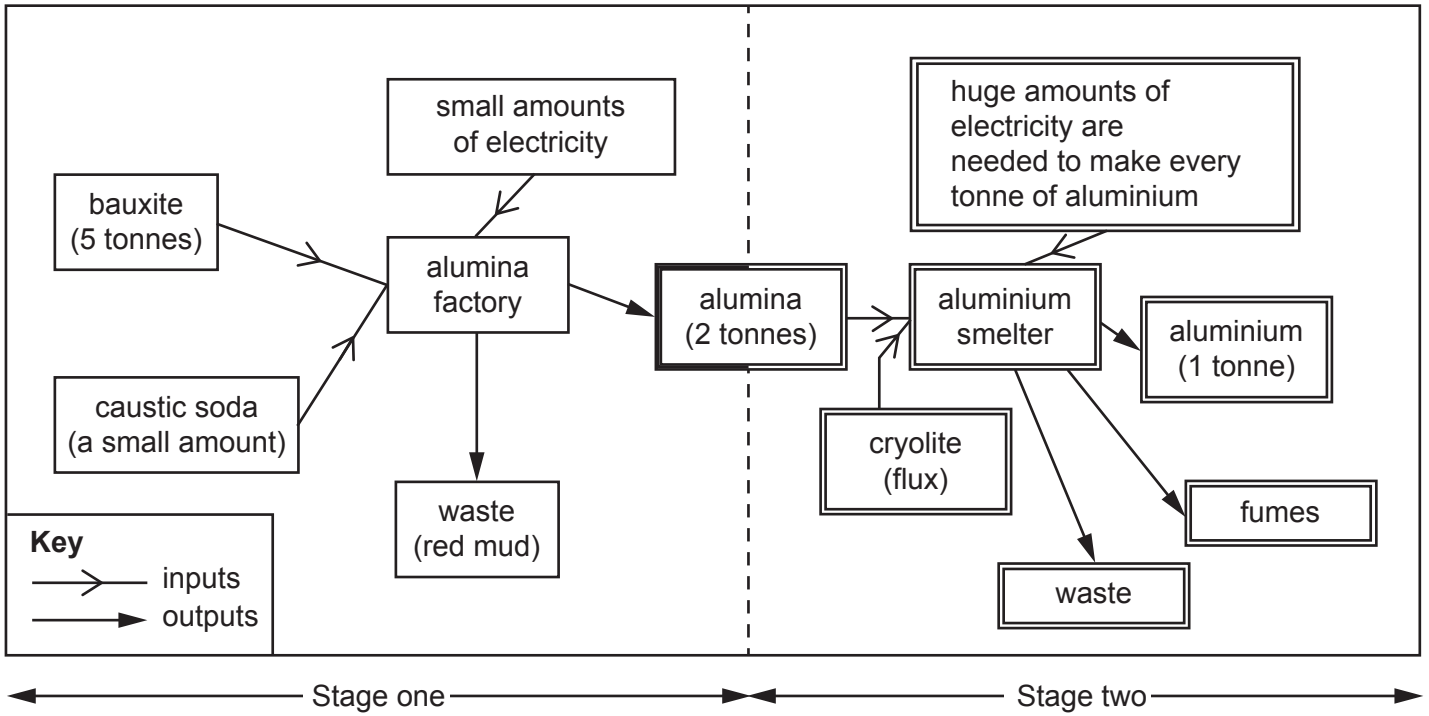 small amounts
of electricity
bauxite
(5 tonnes)
alumina
factory
caustic soda
(a small amount)
waste
(red mud)
alumina
(2 tonnes)
huge amounts of
electricity are
needed to make every
tonne of aluminium
aluminium
smelter
aluminium
(1 tonne)
cryolite
(flux)
fumes
waste
Key
inputs
outputs
Stage one
Stage two